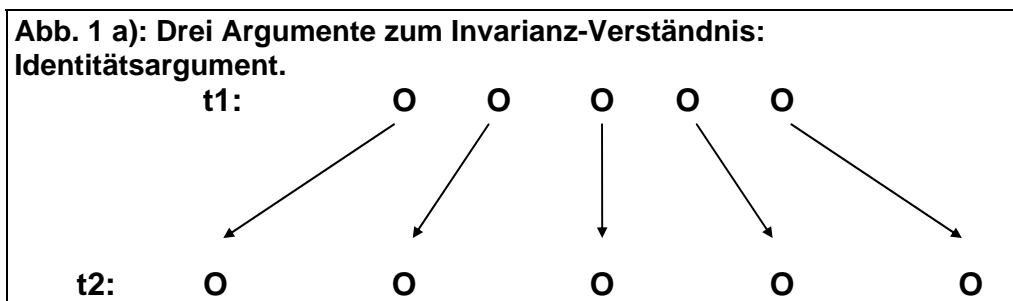 Abb. 1 a): Drei Argumente zum Invarianz-Verständnis:
Identitätsargument.
t1: O O O O O
t2: O O O O O